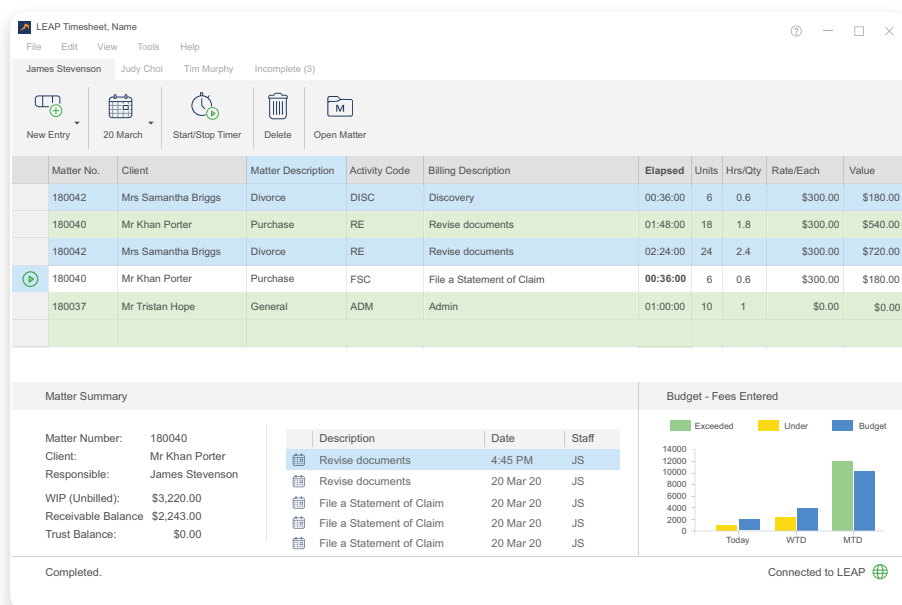 LEAP Timesheet, Name
File Edit View Tools Help
James Stevenson Judy Choi Tim Murphy Incomplete (3)
New Entry 20 March Start/Stop Timer Delete M Open Matter
Matter No. Client Matter Description Activity Code Billing Description Elapsed Units Hrs/Qty Rate/Each Value
180042 Mrs Samantha Briggs Divorce DISC Discovery 00:36:00 6 0.6 $300.00 $180.00
180040 Mr Khan Porter Purchase RE Revise documents 01:48:00 18 1.8 $300.00 $540.00
180042 Mrs Samantha Briggs Divorce RE Revise documents 02:24:00 24 2.4 $300.00 $720.00
180040 Mr Khan Porter Purchase FSC File a Statement of Claim 00:36:00 6 0.6 $300.00 $180.00
180037 Mr Tristan Hope General ADM Admin 01:00:00 10 1 $0.00 $0.00
Matter Summary
Matter Number: 180040
Client: Mr Khan Porter
Responsible: James Stevenson
WIP (Unbilled): $3,220.00
Receivable Balance $2,243.00
Trust Balance: $0.00
Description Date Staff
Revise documents 4:45 PM JS
Revise documents 20 Mar 20 JS
File a Statement of Claim 20 Mar 20 JS
File a Statement of Claim 20 Mar 20 JS
File a Statement of Claim 20 Mar 20 JS
Budget - Fees Entered
Exceeded Under Budget
14000
12000
10000
8000
6000
4000
2000
0
Today WTD MTD
Completed. Connected to LEAP